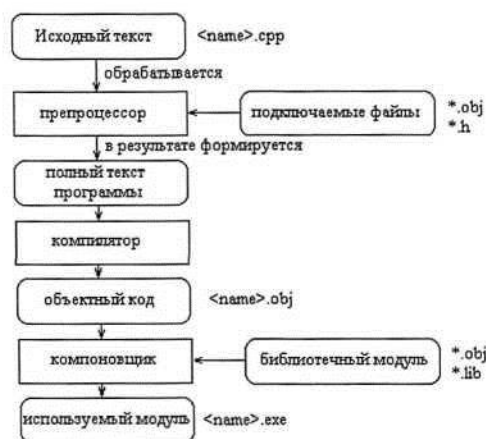 Исходный текст <name>.cpp
обрабатывается
препроцессор подключаемые файлы *.obj
*.h
в результате формируется
полный текст
программы
компилятор
объектный код <name>.obj
компоновщик библиотечный модуль *.obj
*.lib
используемый модуль <name>.exe